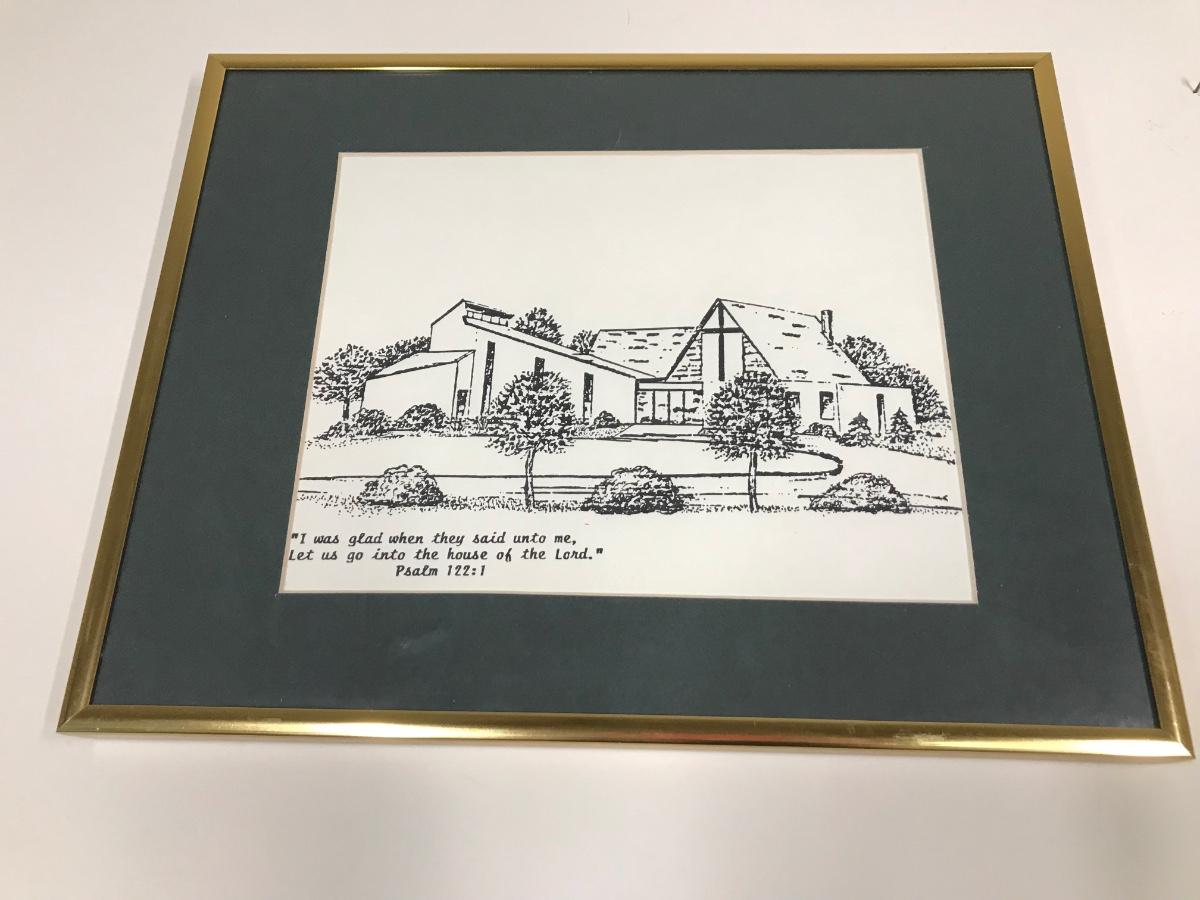 "I was glad when they said unto me,
Let us go into the house of the Lord."
Psalm 122:1